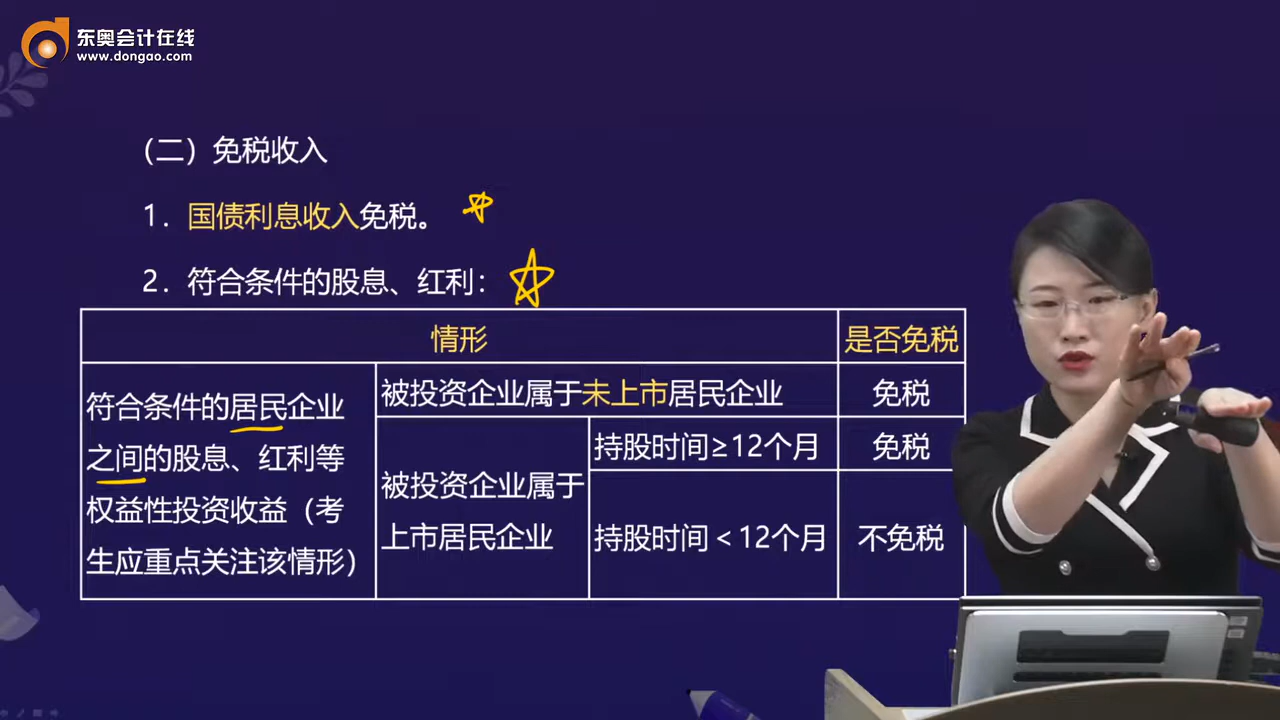 东奥会计在线
www.dongao.com
（二）免税收入
1．国债利息收入免税。
2．符合条件的股息、红利：
情形
是否免税
符合条件的居民企业
之间的股息、红利等
权益性投资收益（考
生应重点关注该情形）
被投资企业属于未上市居民企业
免税
被投资企业属于
上市居民企业
持股时间≥12个月
免税
持股时间＜12个月
不免税